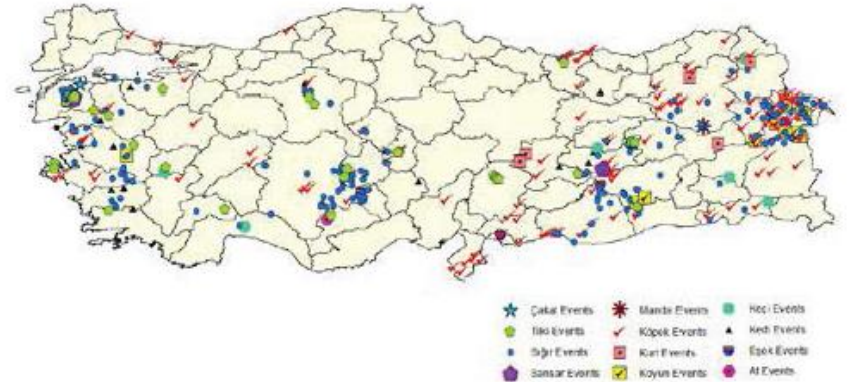 Çakal Events
Tilki Events
Sığır Events
Sansar Events
Manda Events
Köpek Events
Kurt Events
Koyun Events
Keçi Events
Kedi Events
Eşek Events
At Events